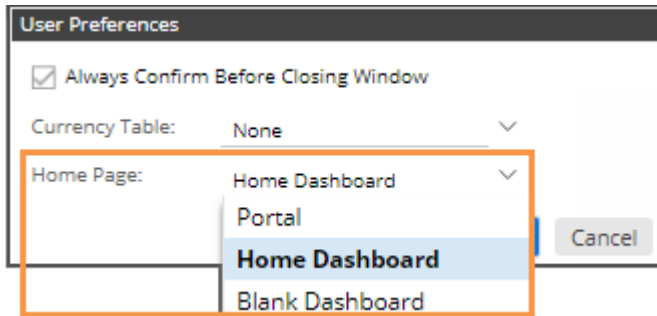 User Preferences
Always Confirm Before Closing Window
Currency Table: None
Home Page: Home Dashboard
Portal
Home Dashboard
Cancel
Blank Dashboard